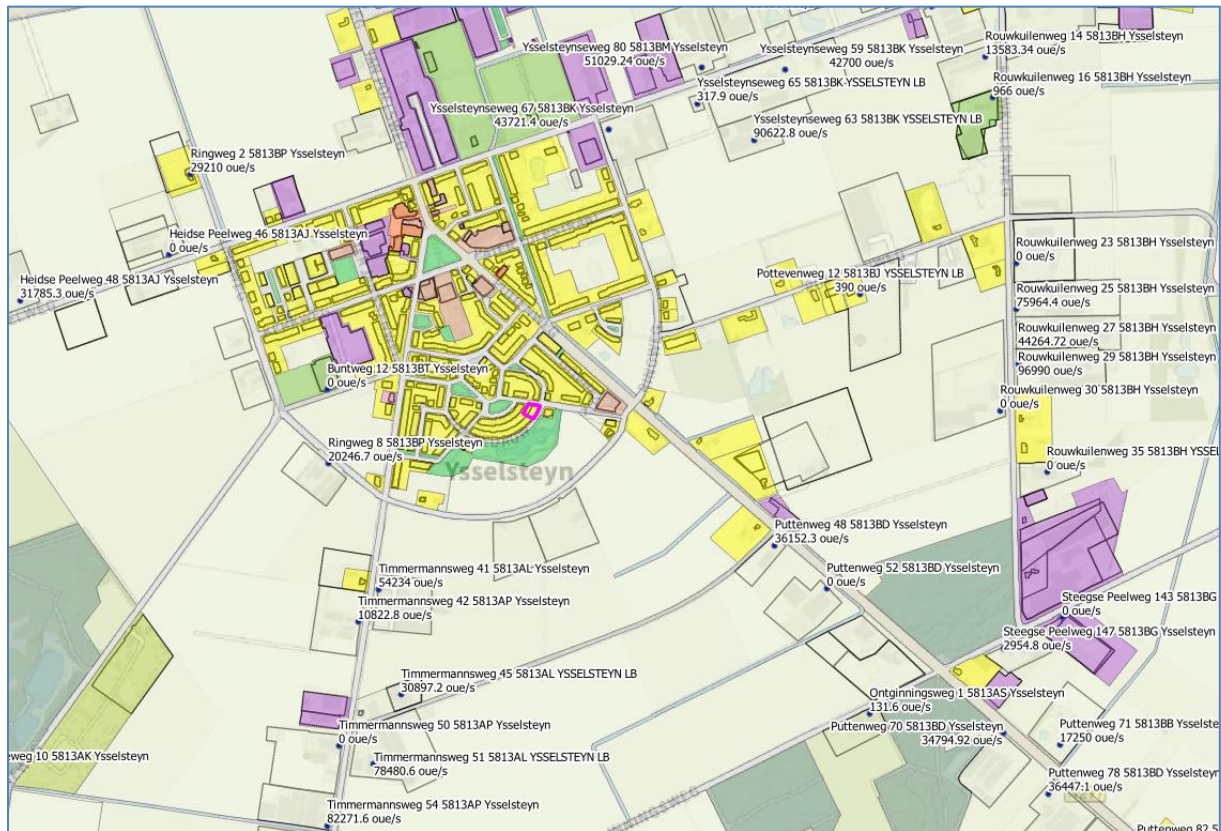 Ysselsteynseweg 80 5813BM Ysselsteyn
51029.24 oue/s
Ysselsteynseweg 59 5813BK Ysselsteyn
42700 oue/s
Rouwkuilenweg 14 5813BH Ysselsteyn
13583.34 oue/s
Rouwkuilenweg 16 5813BH Ysselsteyn
966 oue/s
Ysselsteynseweg 65 5813BK YSSELSTEYN LB
317.9 oue/s
Ysselsteynseweg 67 5813BK Ysselsteyn
43721.4 oue/s
Ysselsteynseweg 63 5813BK YSSELSTEYN LB
90622.8 oue/s
Ringweg 2 5813BP Ysselsteyn
29210 oue/s
Heidse Peelweg 46 5813AJ Ysselsteyn
0 oue/s
Rouwkuilenweg 23 5813BH Ysselsteyn
0 oue/s
Heidse Peelweg 48 5813AJ Ysselsteyn
31785.3 oue/s
Pottevenweg 12 5813BJ YSSELSTEYN LB
390 oue/s
Rouwkuilenweg 25 5813BH Ysselsteyn
75964.4 oue/s
Rouwkuilenweg 27 5813BH Ysselsteyn
44264.72 oue/s
Rouwkuilenweg 29 5813BH Ysselsteyn
96990 oue/s
Buntweg 12 5813BT Ysselsteyn
0 oue/s
Rouwkuilenweg 30 5813BH Ysselsteyn
0 oue/s
Ringweg 8 5813BP Ysselsteyn
20246.7 oue/s
Ysselsteyn
Rouwkuilenweg 35 5813BH YSSEL
0 oue/s
Puttenweg 48 5813BD Ysselsteyn
36152.3 oue/s
Timmermannsweg 41 5813AL Ysselsteyn
54234 oue/s
Puttenweg 52 5813BD Ysselsteyn
0 oue/s
Timmermannsweg 42 5813AP Ysselsteyn
10822.8 oue/s
Steegse Peelweg 143 5813BG
0 oue/s
Steegse Peelweg 147 5813BG Ysselsteyn
2954.8 oue/s
Timmermannsweg 45 5813AL YSSELSTEYN LB
30897.2 oue/s
Ontginningsweg 1 5813AS Ysselsteyn
131.6 oue/s
Timmermannsweg 50 5813AP Ysselsteyn
0 oue/s
Puttenweg 70 5813BD Ysselsteyn
34794.92 oue/s
Puttenweg 71 5813BB Ysselste
17250 oue/s
eweg 10 5813AK Ysselsteyn
Timmermannsweg 51 5813AL YSSELSTEYN LB
78480.6 oue/s
Puttenweg 78 5813BD Ysselsteyn
36447.1 oue/s
Timmermannsweg 54 5813AP Ysselsteyn
82271.6 oue/s
Puttenweg 82 5